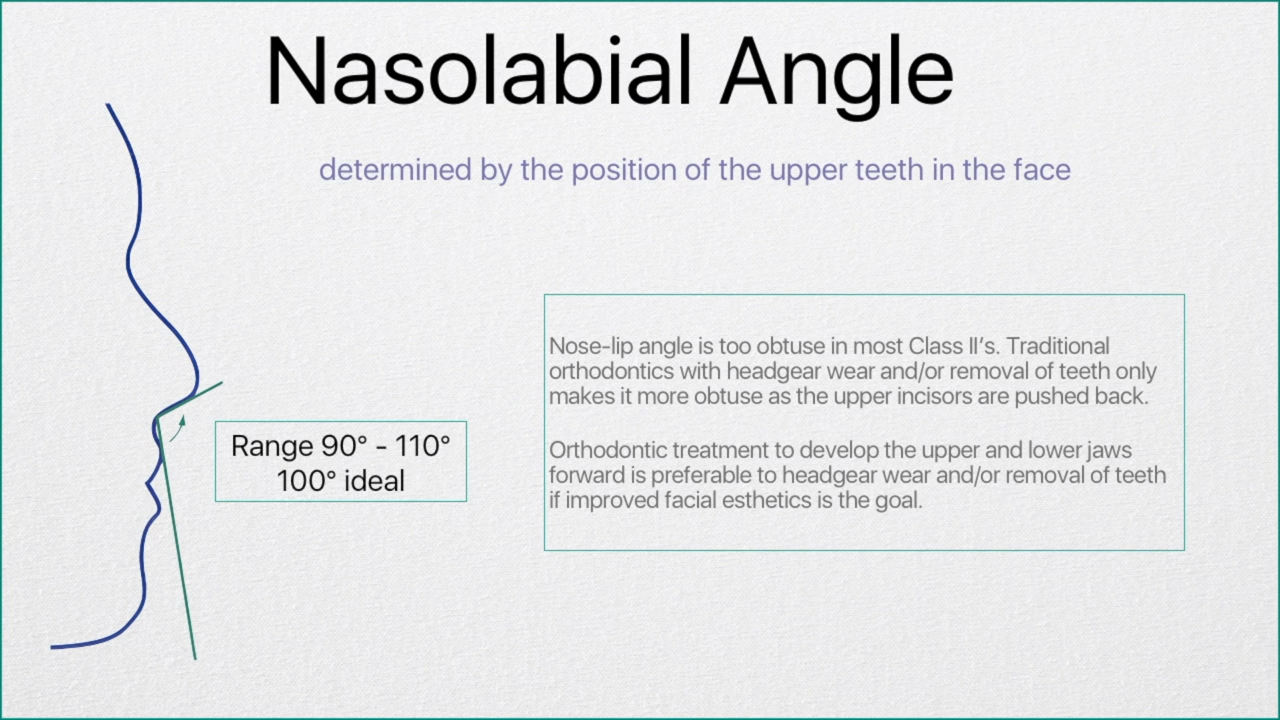 Nasolabial Angle
determined by the position of the upper teeth in the face
Range 90° - 110°
100° ideal
Nose-lip angle is too obtuse in most Class II’s. Traditional
orthodontics with headgear wear and/or removal of teeth only
makes it more obtuse as the upper incisors are pushed back.
Orthodontic treatment to develop the upper and lower jaws
forward is preferable to headgear wear and/or removal of teeth
if improved facial esthetics is the goal.